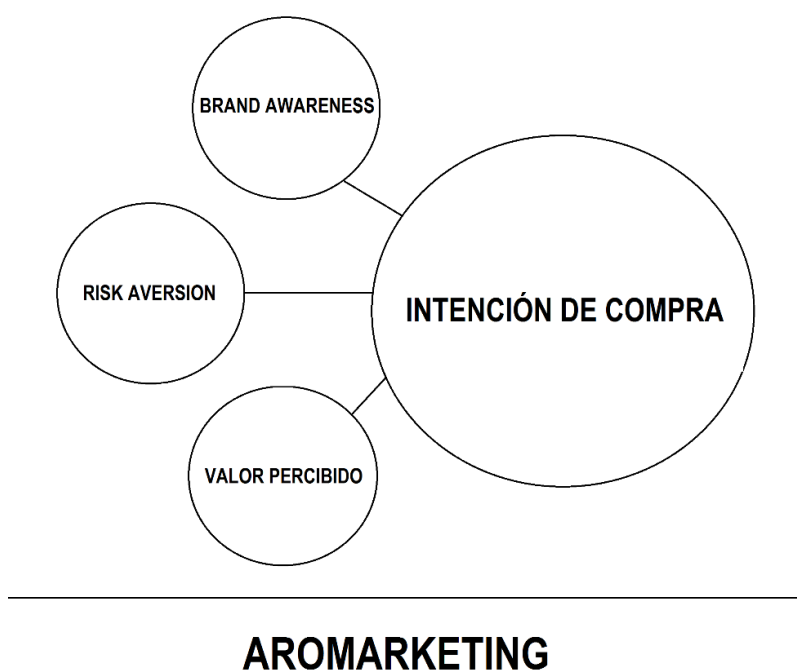 BRAND AWARENESS
RISK AVERSION
INTENCIÓN DE COMPRA
VALOR PERCIBIDO
AROMARKETING